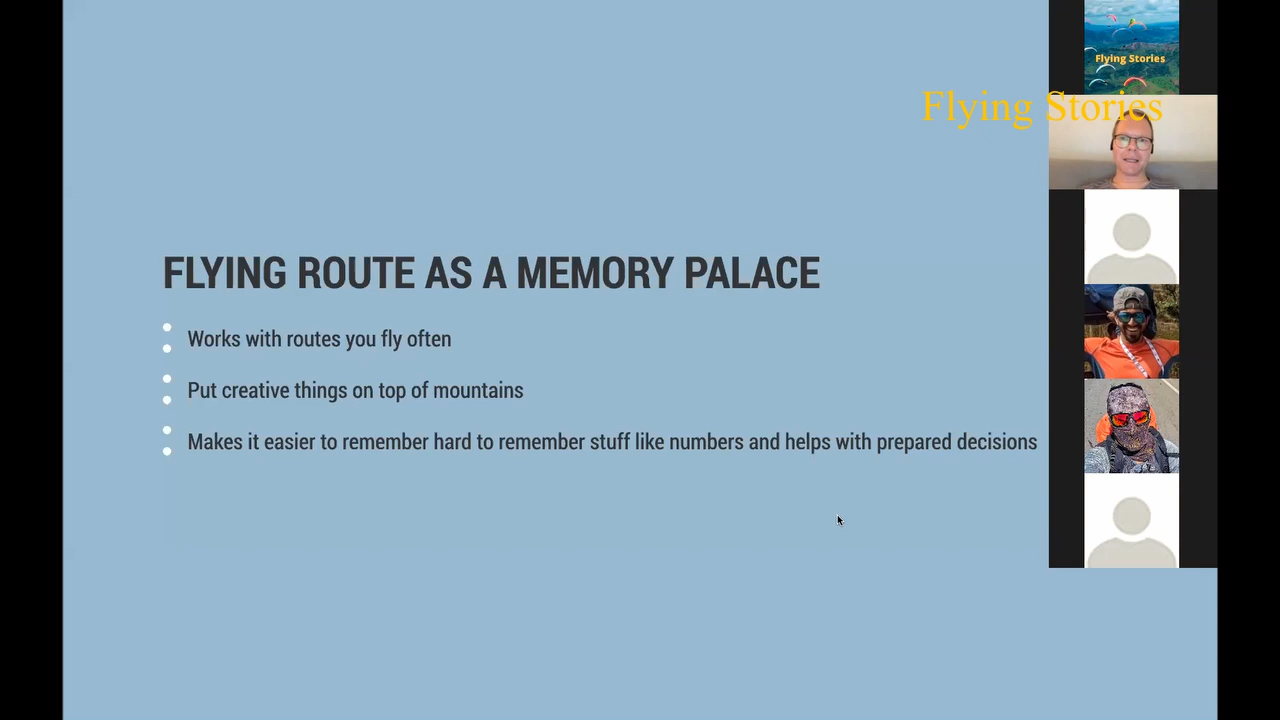 Flying Stories
Flying Stories
FLYING ROUTE AS A MEMORY PALACE
Works with routes you fly often
Put creative things on top of mountains
Makes it easier to remember hard to remember stuff like numbers and helps with prepared decisions